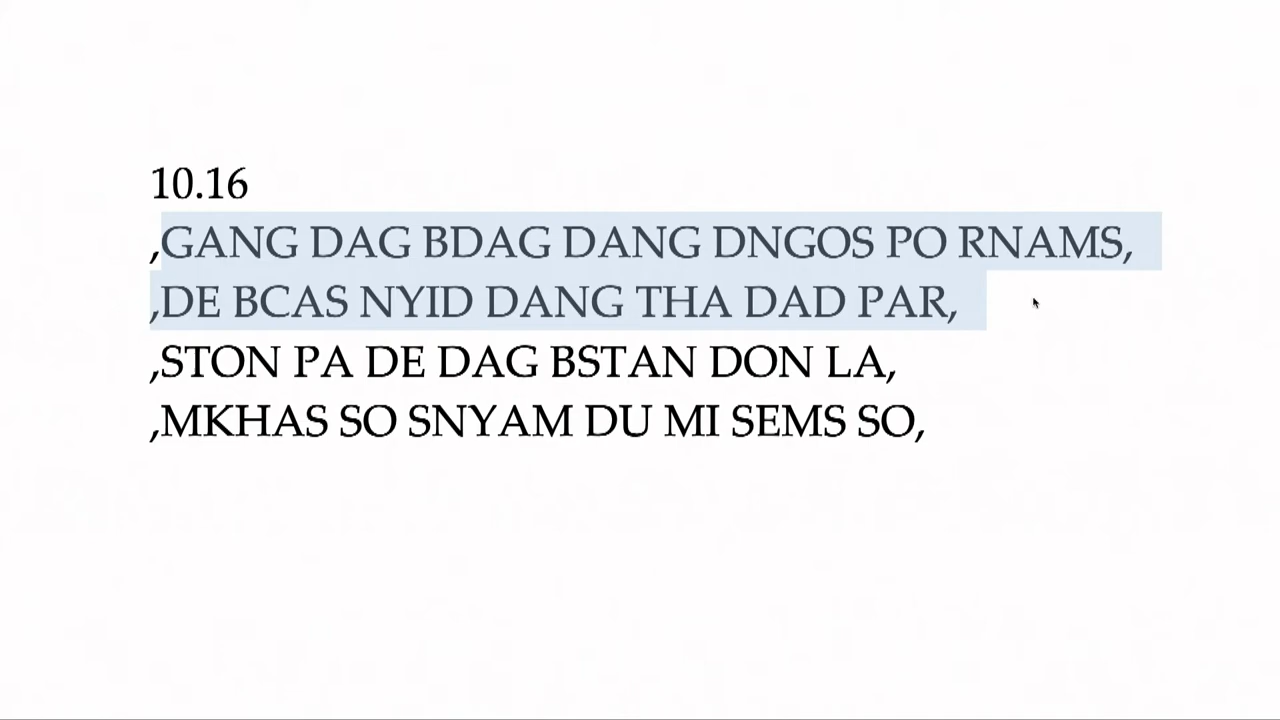 10.16
,GANG DAG BDAG DANG DNGOS PO RNAMS,
,DE BCAS NYID DANG THA DAD PAR,
,STON PA DE DAG BSTAN DON LA,
,MKHAS SO SNYAM DU MI SEMS SO,